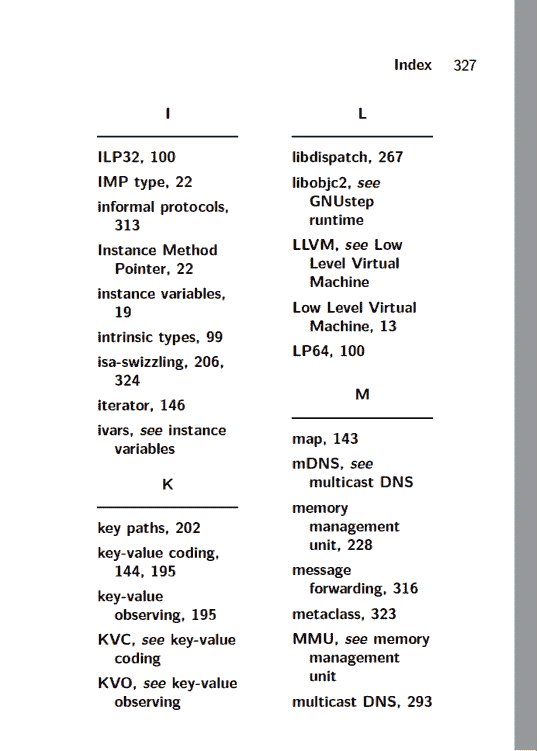 Index 327
I
ILP32, 100
IMP type, 22
informal protocols,
313
Instance Method
Pointer, 22
instance variables,
19
intrinsic types, 99
isa-swizzling, 206,
324
iterator, 146
ivars, see instance
variables
K
key paths, 202
key-value coding,
144, 195
key-value
observing, 195
KVC, see key-value
coding
KVO, see key-value
observing
L
libdispatch, 267
libobjc2, see
GNUstep
runtime
LLVM, see Low
Level Virtual
Machine
Low Level Virtual
Machine, 13
LP64, 100
M
map, 143
mDNS, see
multicast DNS
memory
management
unit, 228
message
forwarding, 316
metaclass, 323
MMU, see memory
management
unit
multicast DNS, 293